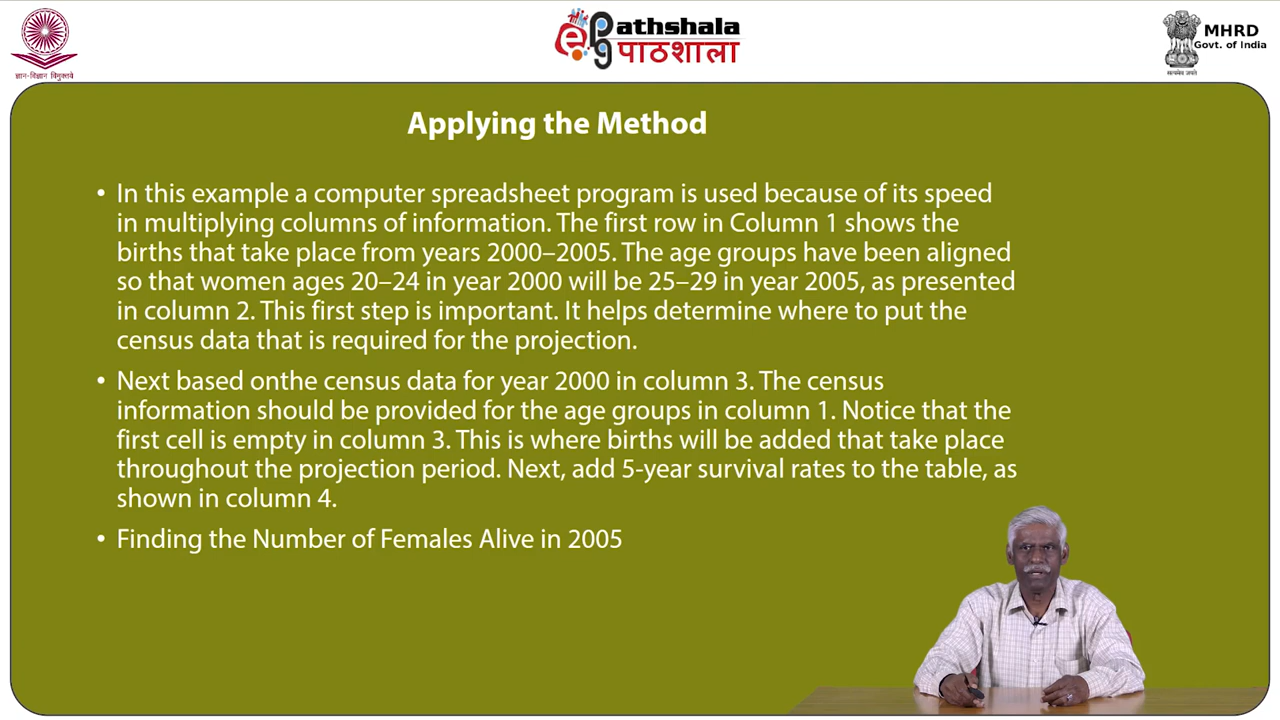 ज्ञान-विज्ञान विमुक्तये
ePathshala
पाठशाला
MHRD
Govt. of India
सत्यमेव जयते
Applying the Method
• In this example a computer spreadsheet program is used because of its speed
in multiplying columns of information. The first row in Column 1 shows the
births that take place from years 2000–2005. The age groups have been aligned
so that women ages 20–24 in year 2000 will be 25–29 in year 2005, as presented
in column 2. This first step is important. It helps determine where to put the
census data that is required for the projection.
• Next based onthe census data for year 2000 in column 3. The census
information should be provided for the age groups in column 1. Notice that the
first cell is empty in column 3. This is where births will be added that take place
throughout the projection period. Next, add 5-year survival rates to the table, as
shown in column 4.
• Finding the Number of Females Alive in 2005